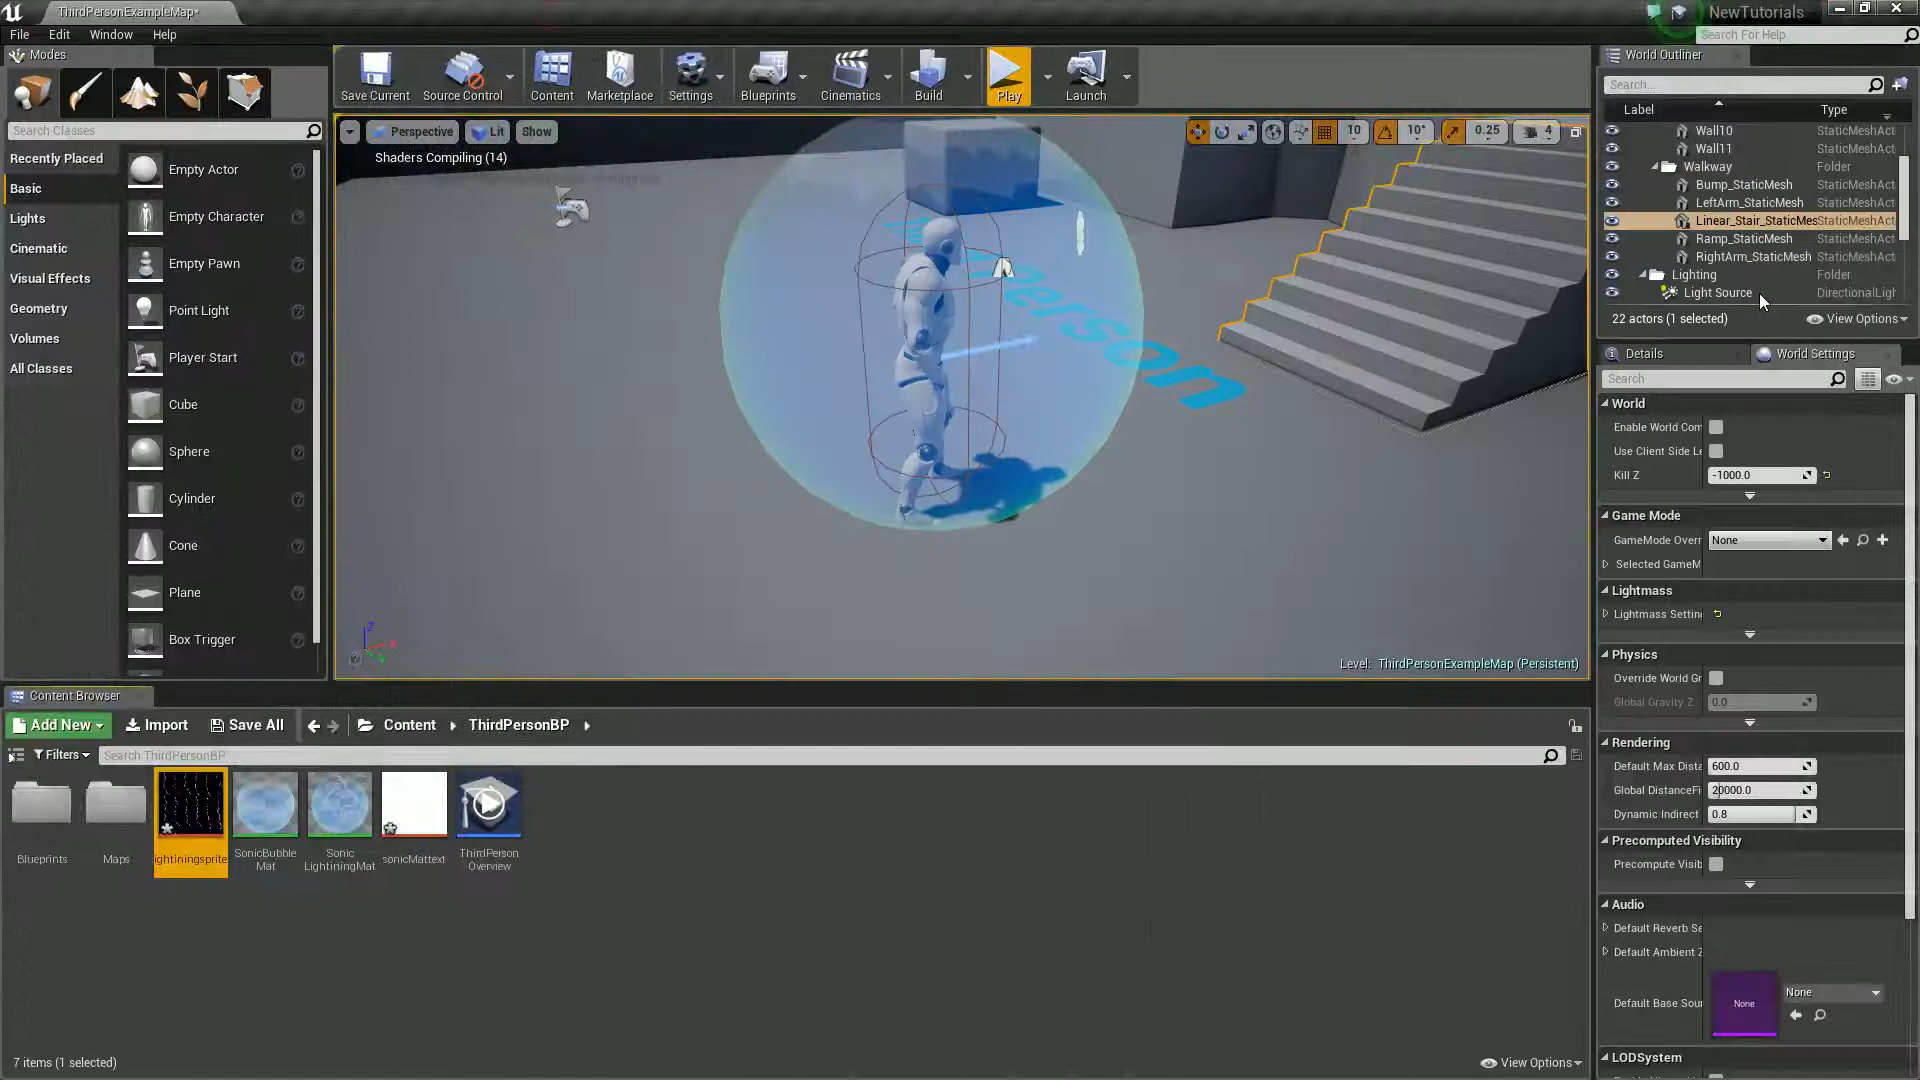 ThirdPersonExampleMap*
NewTutorials
File Edit Window Help
Search For Help
Modes
Save Current
Source Control
Content
Marketplace
Settings
Blueprints
Cinematics
Build
Play
Launch
World Outliner
Search...
Label Type
Wall10 StaticMeshAct
Wall11 StaticMeshAct
Walkway Folder
Bump_StaticMesh StaticMeshAct
LeftArm_StaticMesh StaticMeshAct
Linear_Stair_StaticMes StaticMeshAct
Ramp_StaticMesh StaticMeshAct
RightArm_StaticMesh StaticMeshAct
Lighting Folder
Light Source DirectionalLigh
22 actors (1 selected)
View Options
Search Classes
Recently Placed
Basic
Lights
Cinematic
Visual Effects
Geometry
Volumes
All Classes
Empty Actor
Empty Character
Empty Pawn
Point Light
Player Start
Cube
Sphere
Cylinder
Cone
Plane
Box Trigger
Perspective Lit Show
10 10° 0.25 4
Shaders Compiling (14)
Person
Z
X
Level: ThirdPersonExampleMap (Persistent)
Details
World Settings
Search
World
Enable World Com
Use Client Side Le
Kill Z -1000.0
Game Mode
GameMode Overr None
Selected GameM
Lightmass
Lightmass Settin
Physics
Override World Gr
Global Gravity Z 0.0
Rendering
Default Max Dista 600.0
Global DistanceFi 20000.0
Dynamic Indirect 0.8
Precomputed Visibility
Precompute Visib
Audio
Default Reverb Se
Default Ambient Z
Default Base Soun None None
LODSystem
Content Browser
Add New Import Save All Content ThirdPersonBP
Filters Search ThirdPersonBP
Blueprints
Maps
ightiningsprite
SonicBubble
Mat
Sonic
LightiningMat
sonicMattext
ThirdPerson
Overview
7 items (1 selected)
View Options